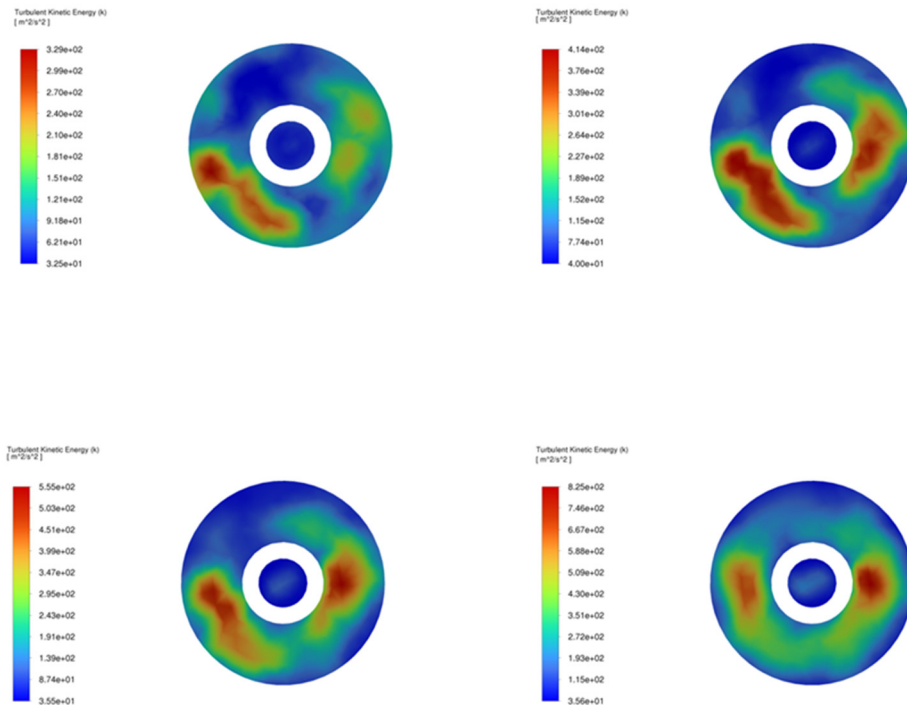 Turbulent Kinetic Energy (k)
[ m^2/s^2 ]
3.29e+02
2.99e+02
2.40e+02
2.10e+02
1.81e+02
1.51e+02
1.21e+02
9.18e+01
6.21e+01
3.25e+01
Turbulent Kinetic Energy (k)
[ m^2/s^2 ]
4.14e+02
3.76e+02
3.39e+02
3.01e+02
2.64e+02
2.67e+02
1.89e+02
1.52e+02
1.15e+02
7.74e+01
4.00e+01
Turbulent Kinetic Energy (k)
[ m^2/s^2 ]
5.55e+02
5.03e+02
4.51e+02
3.99e+02
3.47e+02
2.95e+02
2.43e+02
1.91e+02
1.39e+02
8.74e+01
3.55e+01
Turbulent Kinetic Energy (k)
[ m^2/s^2 ]
8.25e+02
7.46e+02
6.67e+02
5.88e+02
5.09e+02
4.30e+02
3.51e+02
2.72e+02
1.93e+02
1.15e+02
3.56e+01